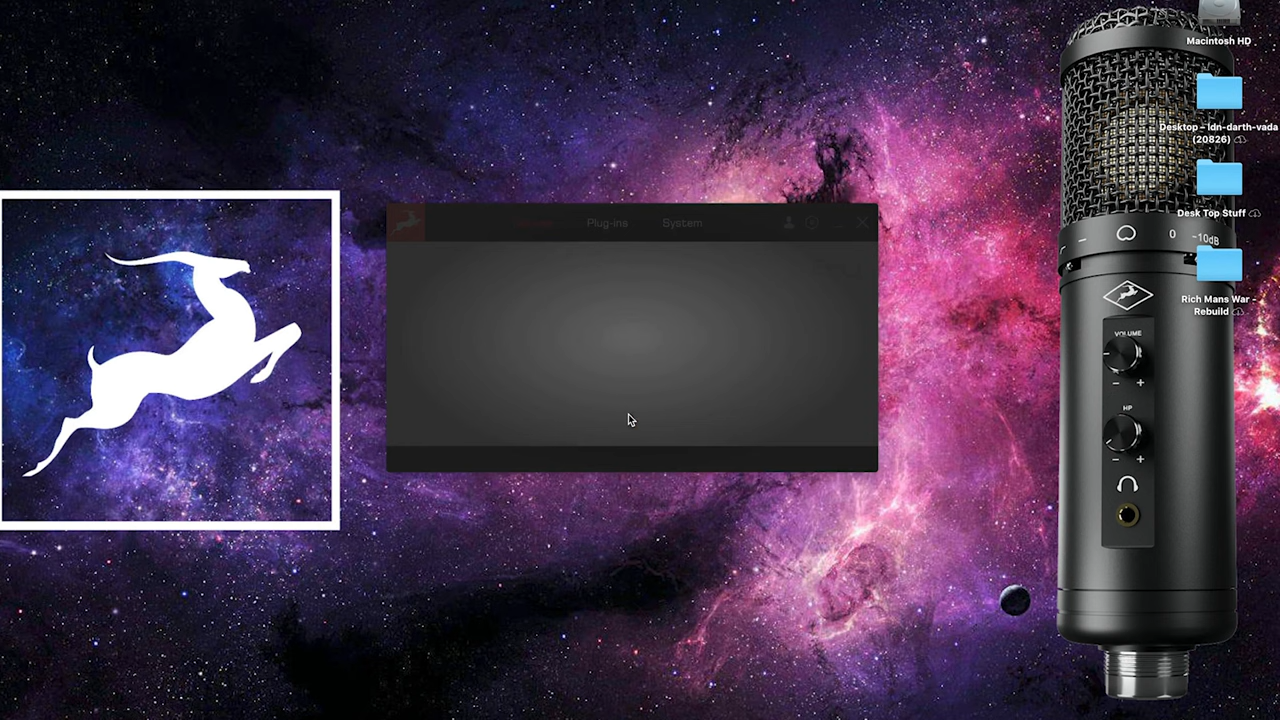 Macintosh HD
Desktop – ldn-darth-vada
(20826)
Desk Top Stuff
Rich Mans War -
Rebuild
Plug-ins
System
0
–10dB
VOLUME
– +
HP
– +